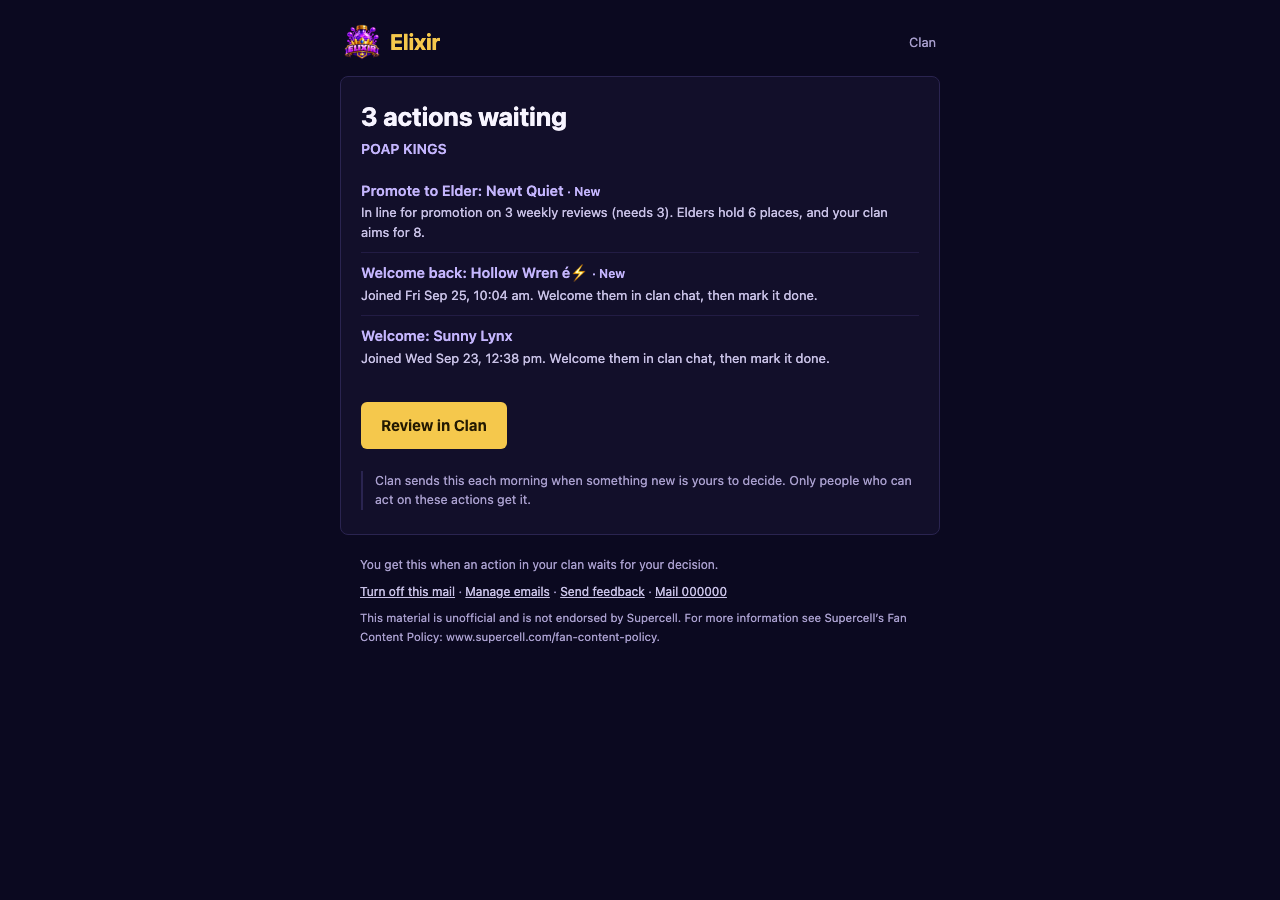 ELIXIR
Elixir
Clan
3 actions waiting
POAP KINGS
Promote to Elder: Newt Quiet · New
In line for promotion on 3 weekly reviews (needs 3). Elders hold 6 places, and your clan
aims for 8.
Welcome back: Hollow Wren é⚡ · New
Joined Fri Sep 25, 10:04 am. Welcome them in clan chat, then mark it done.
Welcome: Sunny Lynx
Joined Wed Sep 23, 12:38 pm. Welcome them in clan chat, then mark it done.
Review in Clan
Clan sends this each morning when something new is yours to decide. Only people who can
act on these actions get it.
You get this when an action in your clan waits for your decision.
Turn off this mail · Manage emails · Send feedback · Mail 000000
This material is unofficial and is not endorsed by Supercell. For more information see Supercell’s Fan
Content Policy: www.supercell.com/fan-content-policy.